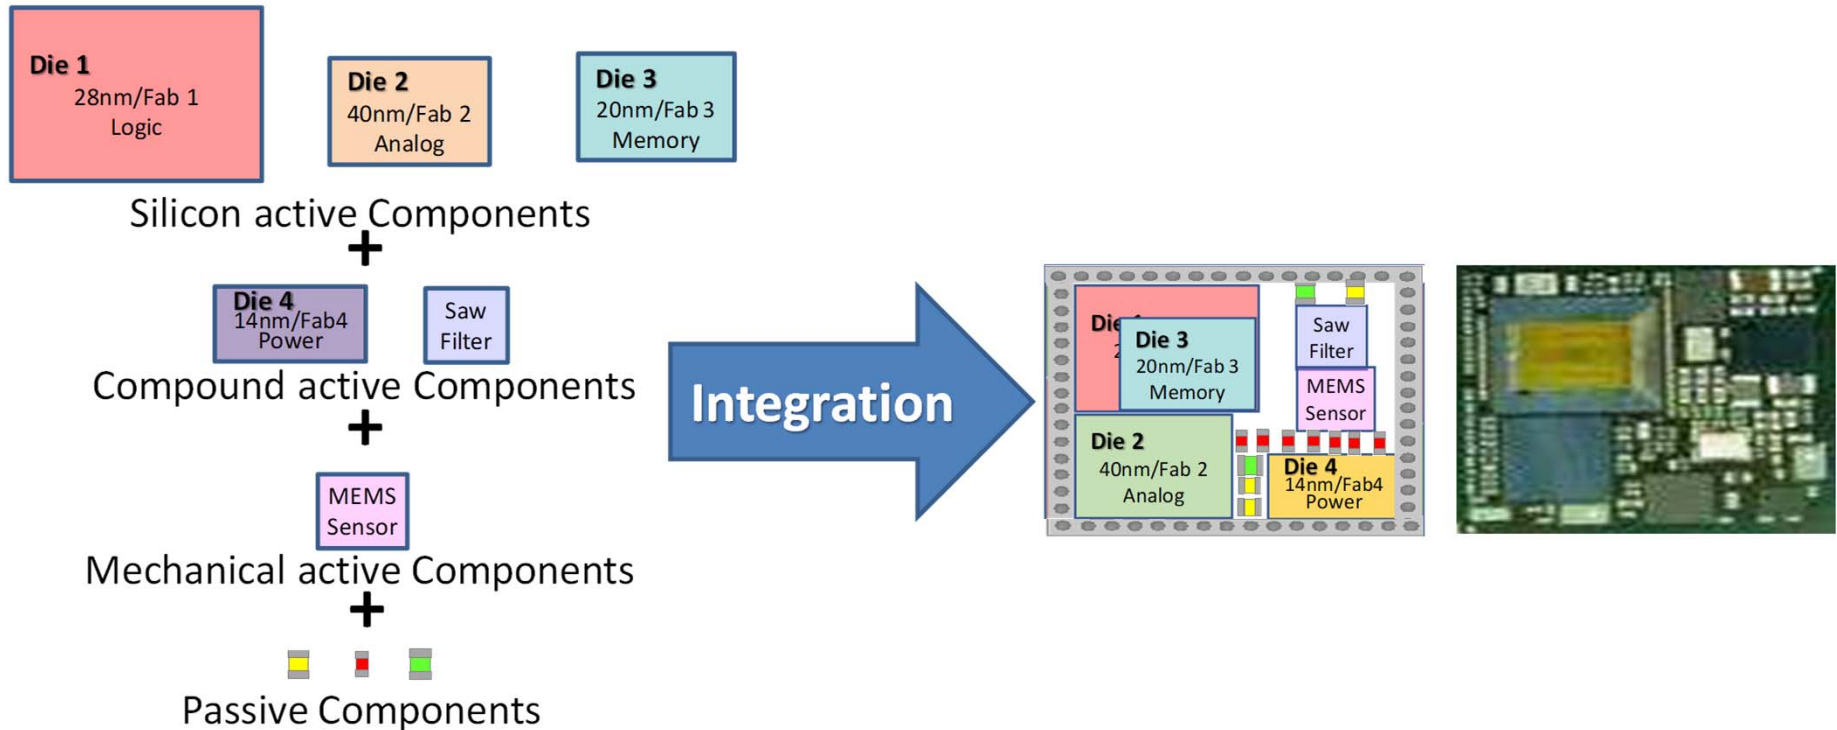 Die 1
28nm/Fab 1
Logic
Die 2
40nm/Fab 2
Analog
Die 3
20nm/Fab 3
Memory
Silicon active Components
+
Die 4
14nm/Fab4
Power
Saw
Filter
Compound active Components
+
MEMS
Sensor
Mechanical active Components
+
Passive Components
Integration
Die
2
Die 3
20nm/Fab 3
Memory
Saw
Filter
MEMS
Sensor
Die 2
40nm/Fab 2
Analog
Die 4
14nm/Fab4
Power